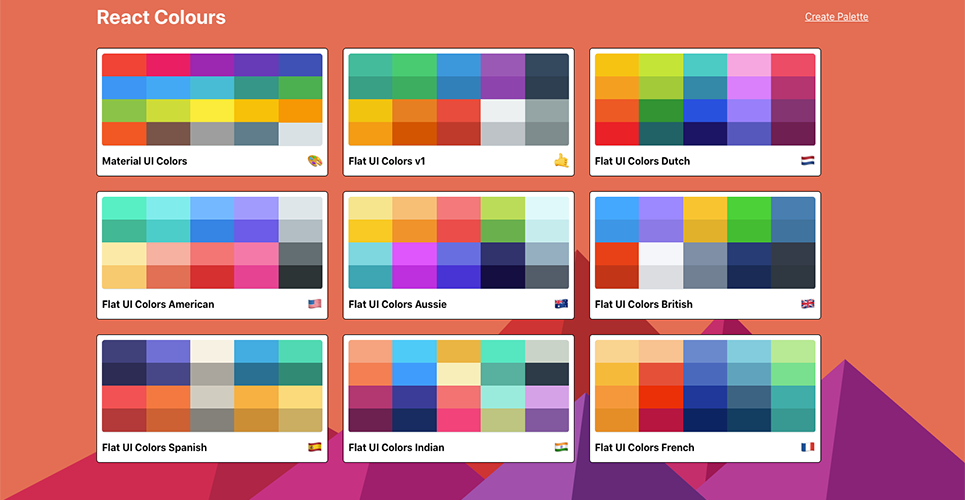 React Colours
Create Palette
Material UI Colors
Flat UI Colors v1
Flat UI Colors Dutch
Flat UI Colors American
Flat UI Colors Aussie
Flat UI Colors British
Flat UI Colors Spanish
Flat UI Colors Indian
Flat UI Colors French